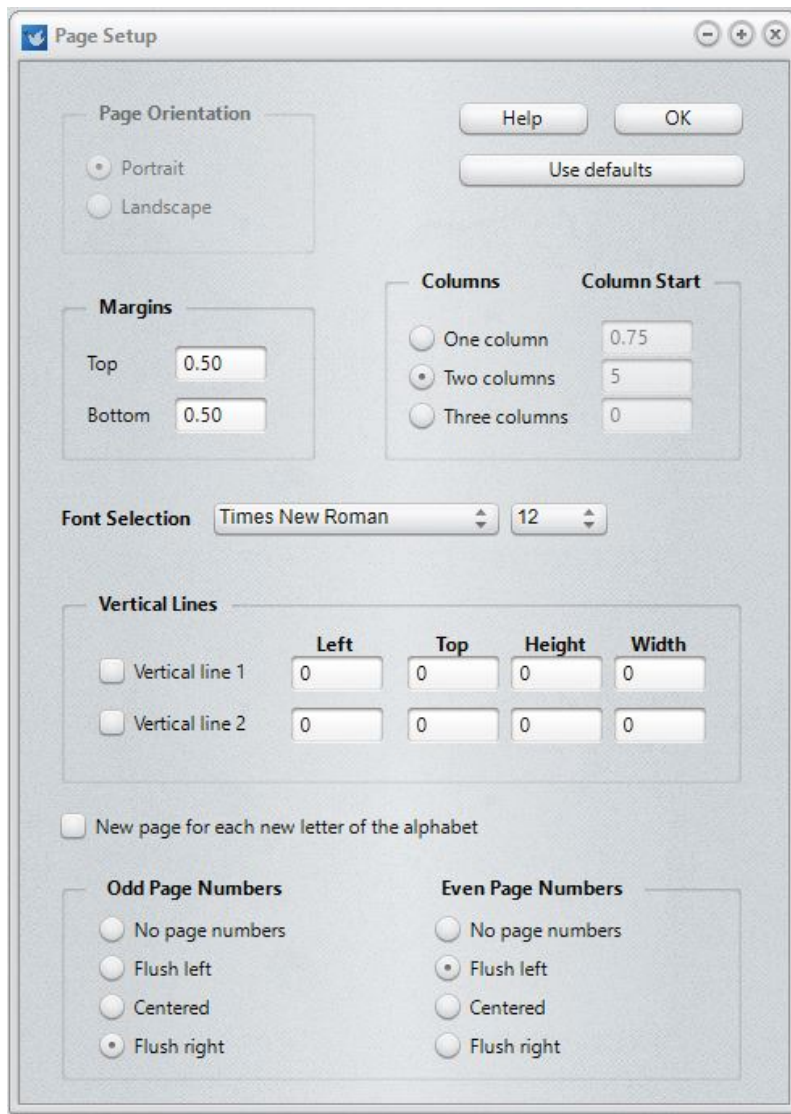 Page Setup
Page Orientation
Help OK
Portrait
Use defaults
Landscape
Columns Column Start
Margins
One column 0.75
Top 0.50
Two columns 5
Bottom 0.50
Three columns 0
Font Selection Times New Roman 12
Vertical Lines
Left Top Height Width
Vertical line 1 0 0 0 0
Vertical line 2 0 0 0 0
New page for each new letter of the alphabet
Odd Page Numbers Even Page Numbers
No page numbers No page numbers
Flush left Flush left
Centered Centered
Flush right Flush right